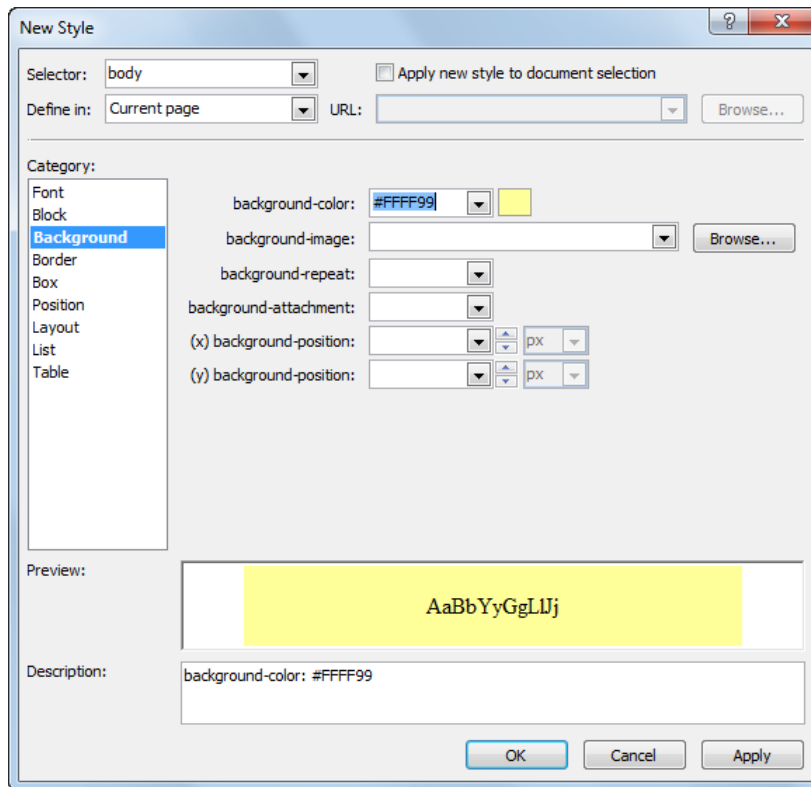 New Style
?
Selector: body Apply new style to document selection
Define in: Current page URL: Browse...
Category:
Font
Block
Background
Border
Box
Position
Layout
List
Table
background-color: #FFFF99
background-image: Browse...
background-repeat:
background-attachment:
(x) background-position: px
(y) background-position: px
Preview: AaBbYyGgLlJj
Description: background-color: #FFFF99
OK Cancel Apply